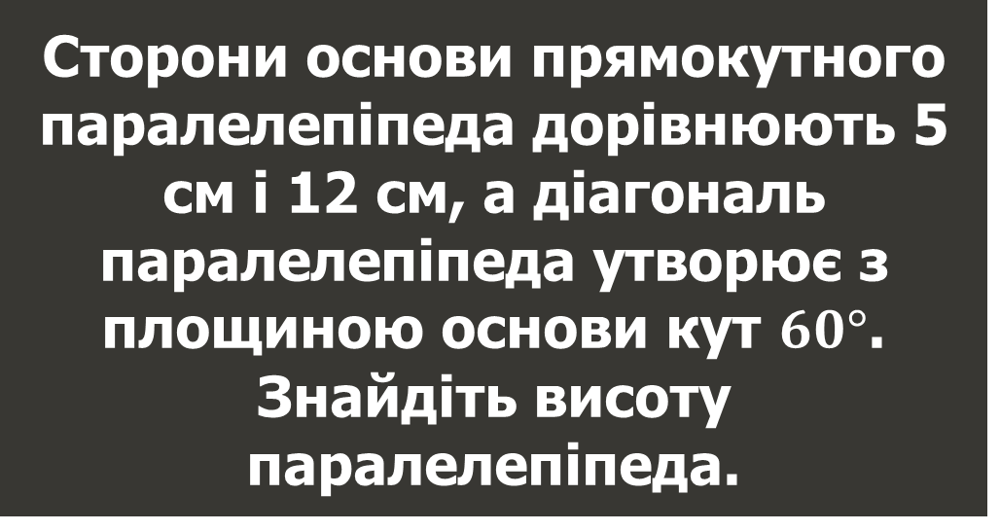 Сторони основи прямокутного
паралелепіпеда дорівнюють 5
см і 12 см, а діагональ
паралелепіпеда утворює з
площиною основи кут 60°.
Знайдіть висоту
паралелепіпеда.